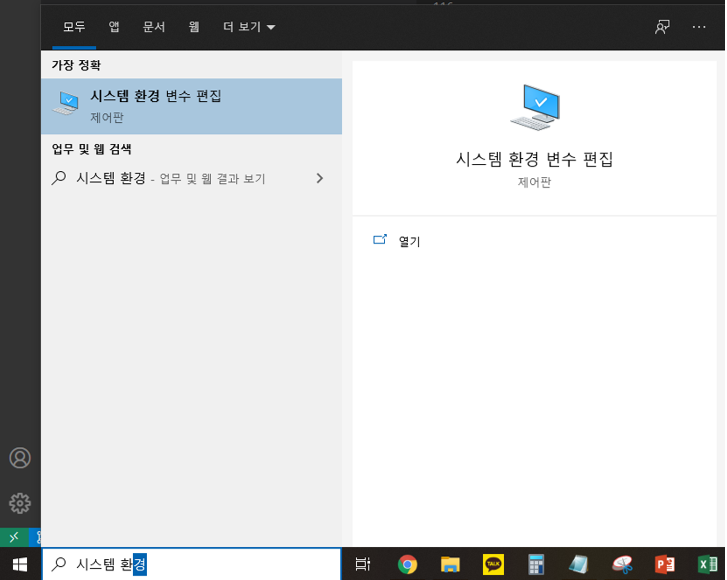 모두 앱 문서 웹 더 보기
가장 정확
시스템 환경 변수 편집
제어판
업무 및 웹 검색
시스템 환경 - 업무 및 웹 결과 보기
시스템 환경 변수 편집
제어판
열기
시스템 환경
TALK